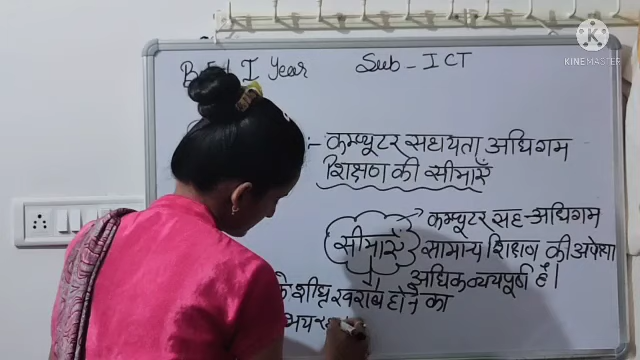 B.Ed I Year Sub - ICT
:- कम्प्यूटर सहायता अधिगम
शिक्षण की सीमाएँ
सीमाएँ
कम्प्यूटर सह-अधिगम
सामान्य शिक्षण की अपेक्षा
अधिक व्ययपूर्ण है।
के शीघ्र खराब होने का
भय
KINEMASTER